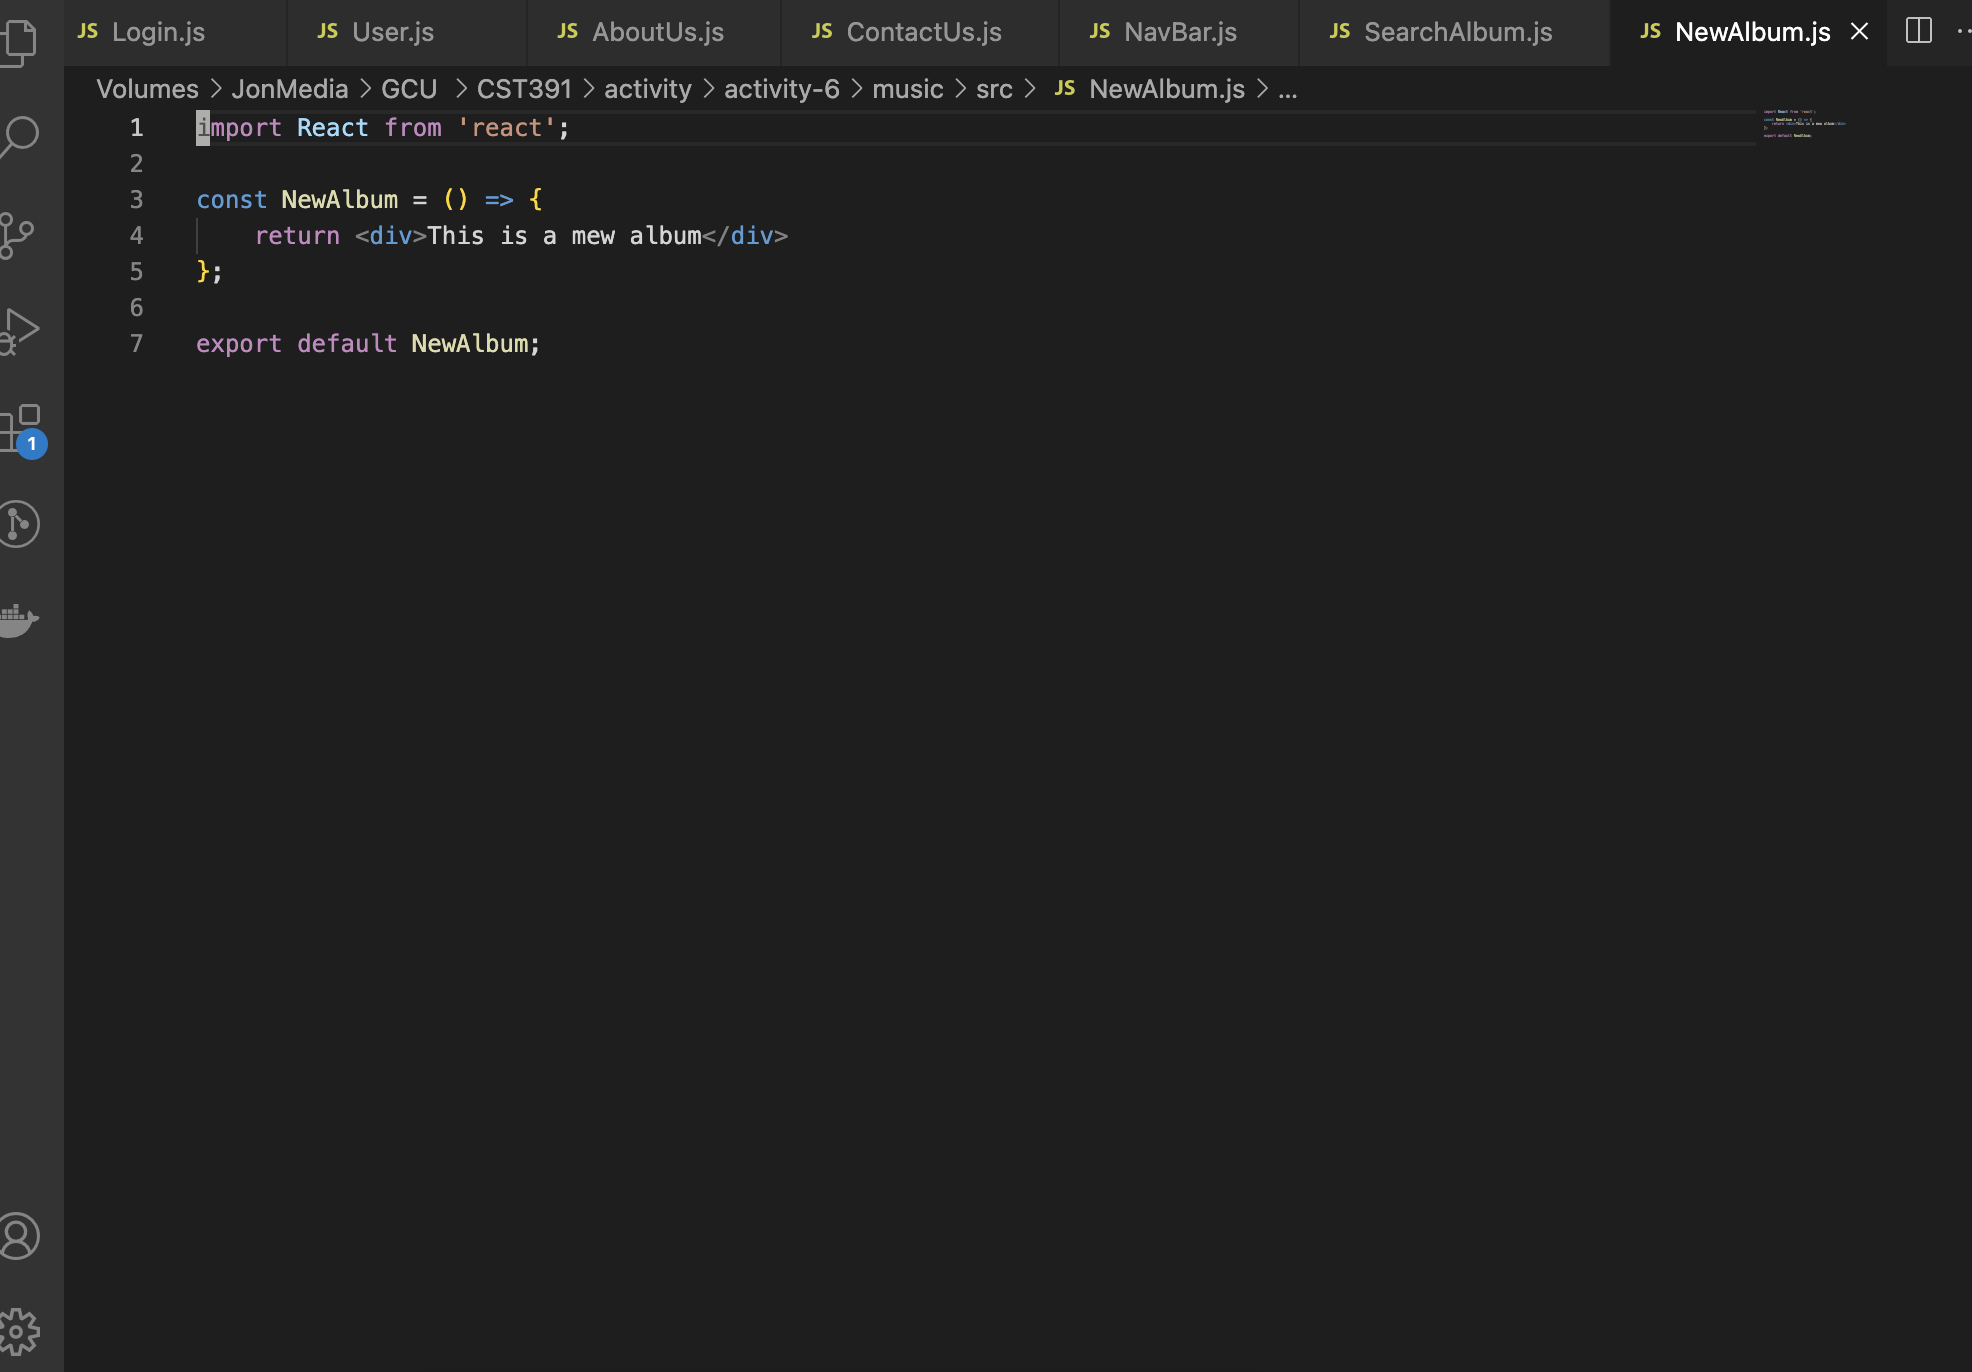 JS Login.js JS User.js JS AboutUs.js JS ContactUs.js JS NavBar.js JS SearchAlbum.js JS NewAlbum.js
Volumes > JonMedia > GCU > CST391 > activity > activity-6 > music > src > JS NewAlbum.js > ...
1 import React from 'react';
2
3 const NewAlbum = () => {
4 return <div>This is a mew album</div>
5 };
6
7 export default NewAlbum;
1